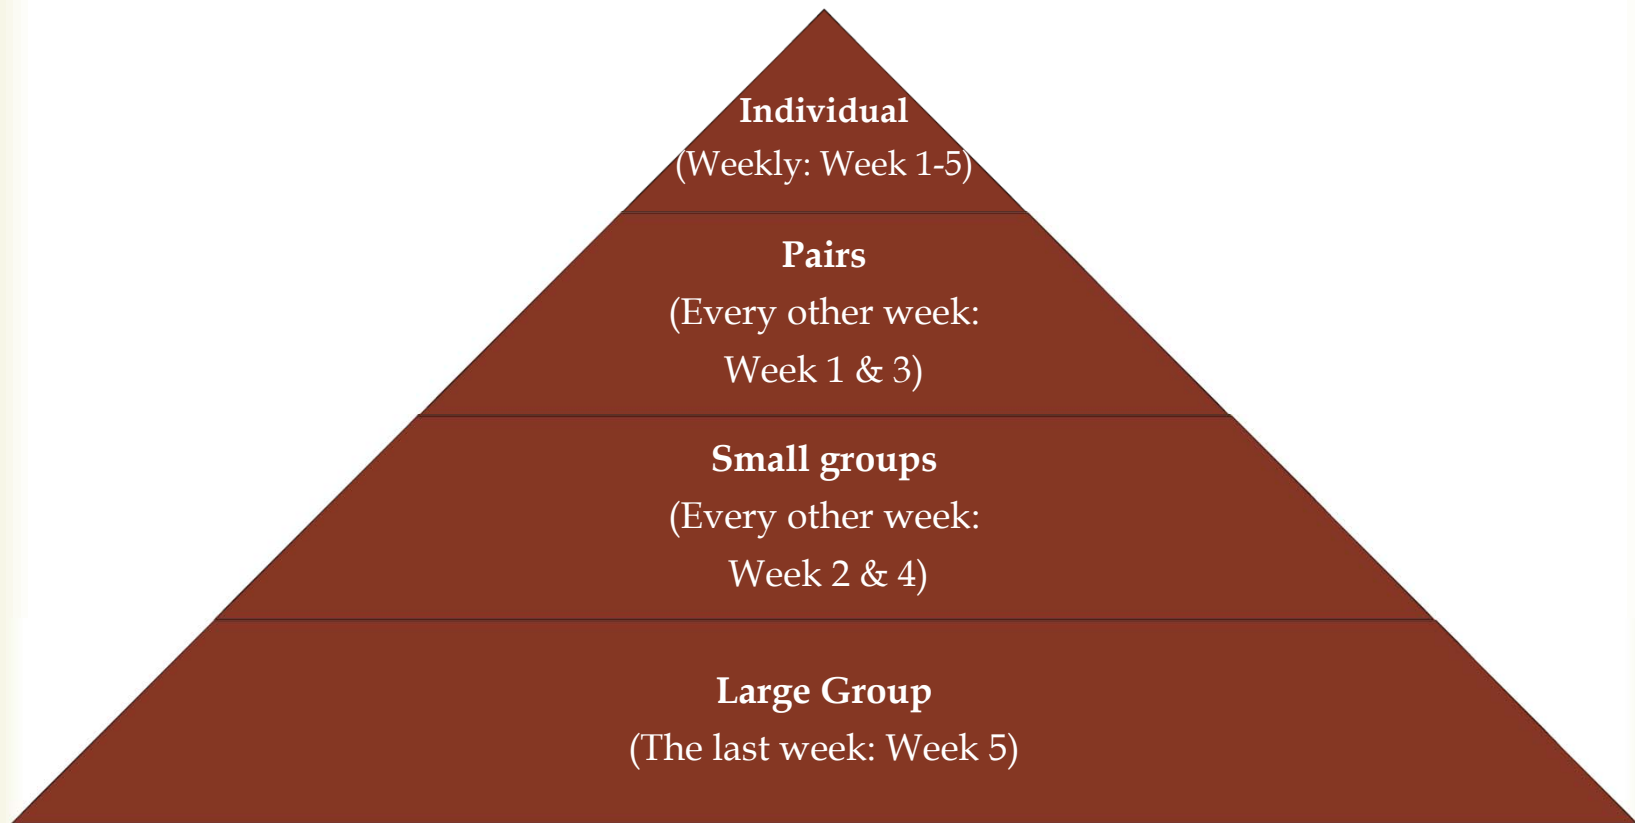 Individual
(Weekly: Week 1-5)
Pairs
(Every other week:
Week 1 & 3)
Small groups
(Every other week:
Week 2 & 4)
Large Group
(The last week: Week 5)